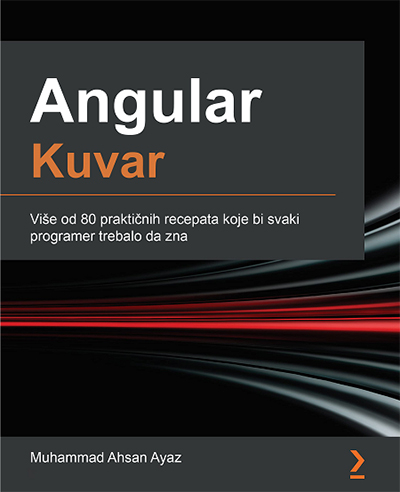 Angular
Kuvar
Više od 80 praktičnih recepata koje bi svaki
programer trebalo da zna
Muhammad Ahsan Ayaz